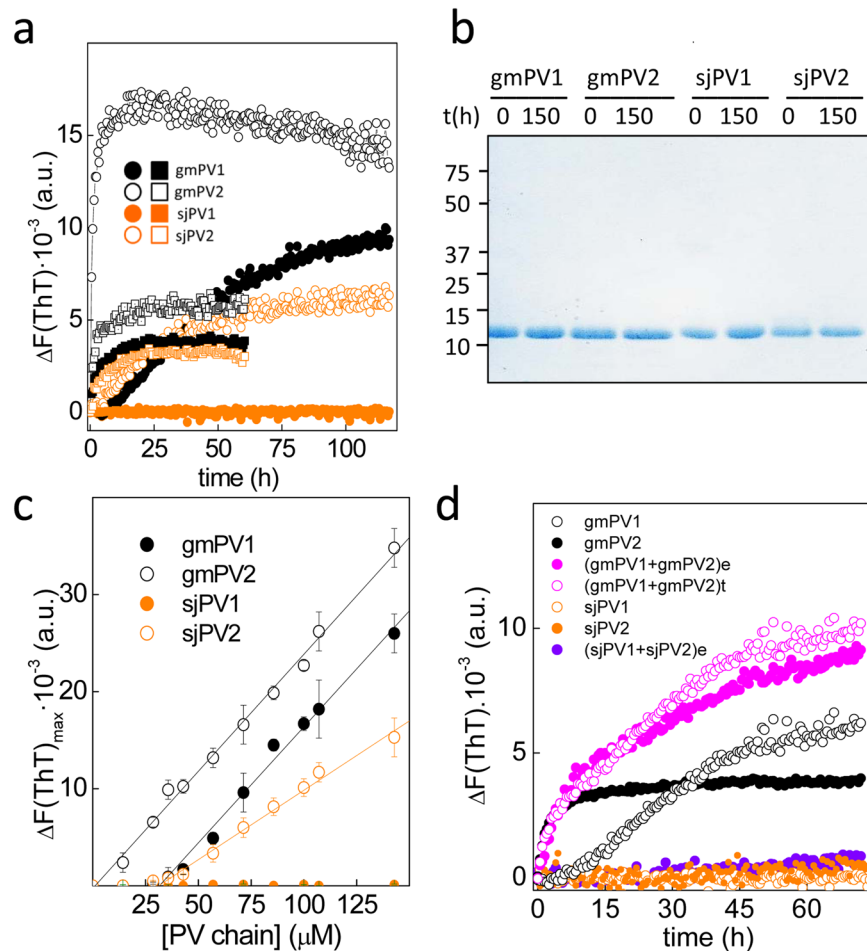 a
ΔF(ThT)·10⁻³ (a.u.)
15
10
5
0
gmPV1
gmPV2
sjPV1
sjPV2
0 25 50 75 100
time (h)
b
gmPV1 gmPV2 sjPV1 sjPV2
t(h) 0 150 0 150 0 150 0 150
75
50
37
25
15
10
c
ΔF(ThT)max·10⁻³ (a.u.)
30
20
10
gmPV1
gmPV2
sjPV1
sjPV2
25 50 75 100 125
[PV chain] (μM)
d
ΔF(ThT).10⁻³ (a.u.)
10
5
0
gmPV1
gmPV2
(gmPV1+gmPV2)e
(gmPV1+gmPV2)t
sjPV1
sjPV2
(sjPV1+sjPV2)e
0 15 30 45 60
time (h)